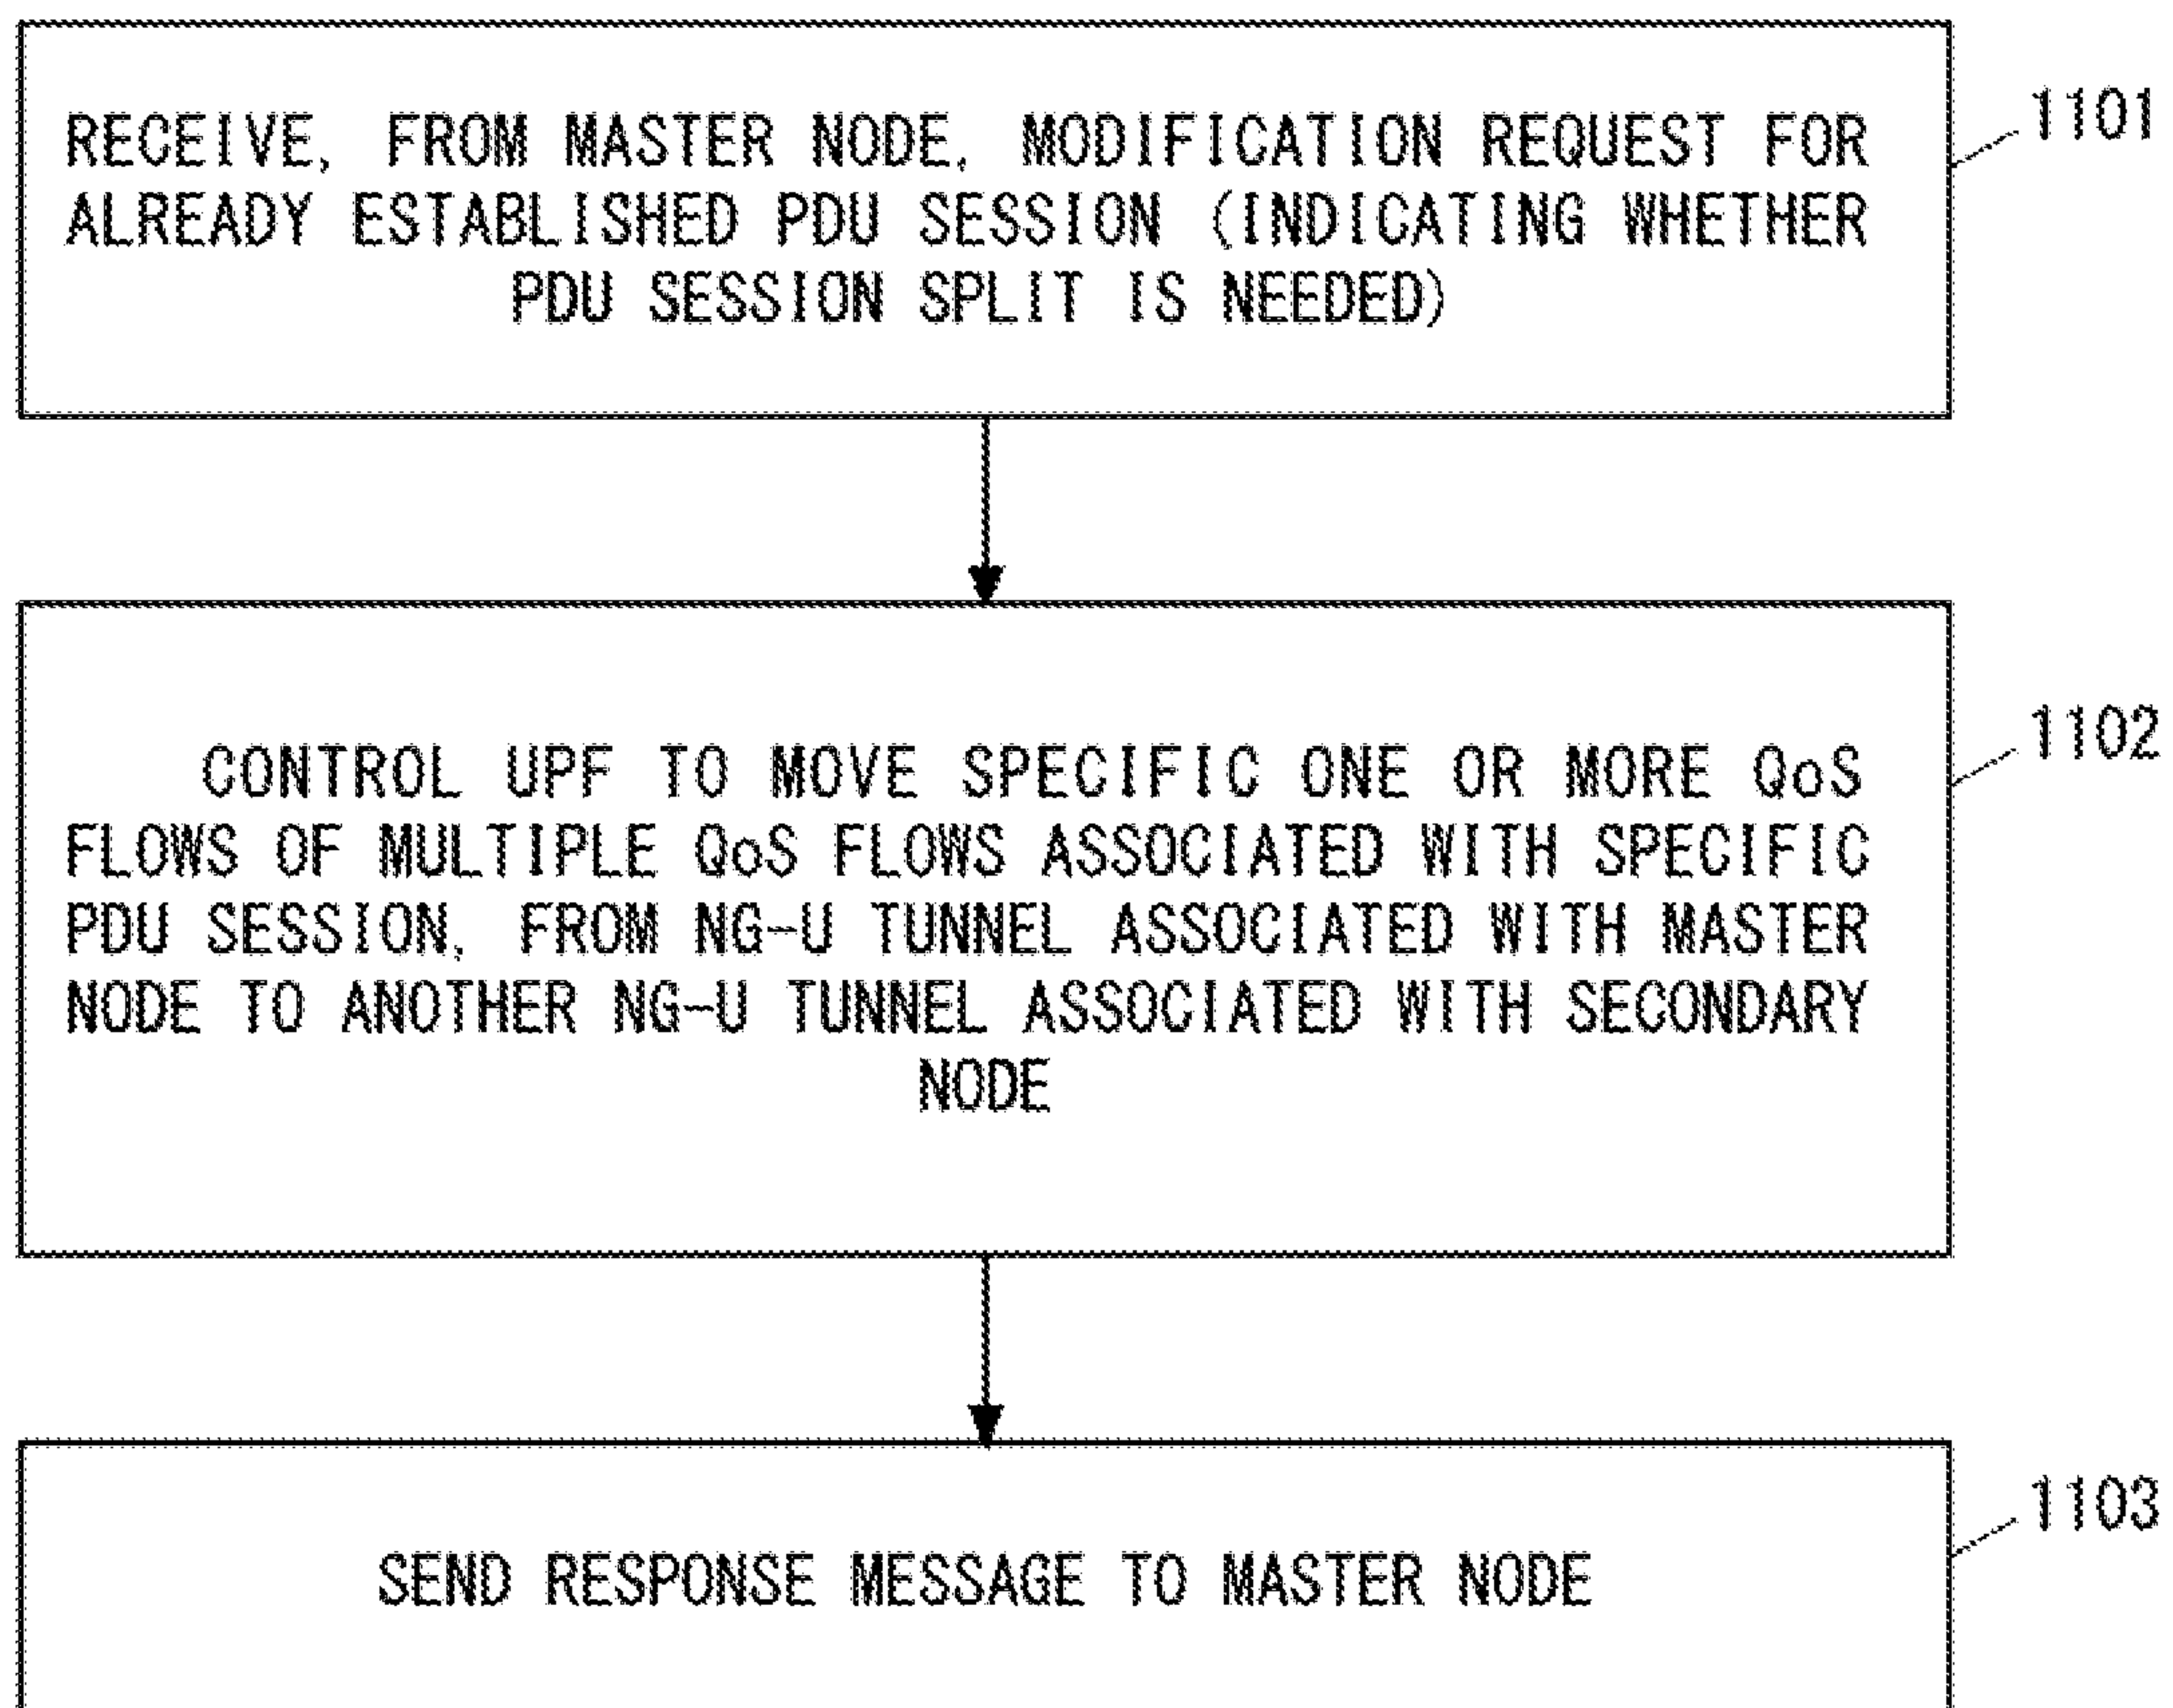 RECEIVE, FROM MASTER NODE, MODIFICATION REQUEST FOR
ALREADY ESTABLISHED PDU SESSION (INDICATING WHETHER
PDU SESSION SPLIT IS NEEDED)
1101
CONTROL UPF TO MOVE SPECIFIC ONE OR MORE QoS
FLOWS OF MULTIPLE QoS FLOWS ASSOCIATED WITH SPECIFIC
PDU SESSION, FROM NG-U TUNNEL ASSOCIATED WITH MASTER
NODE TO ANOTHER NG-U TUNNEL ASSOCIATED WITH SECONDARY
NODE
1102
SEND RESPONSE MESSAGE TO MASTER NODE
1103